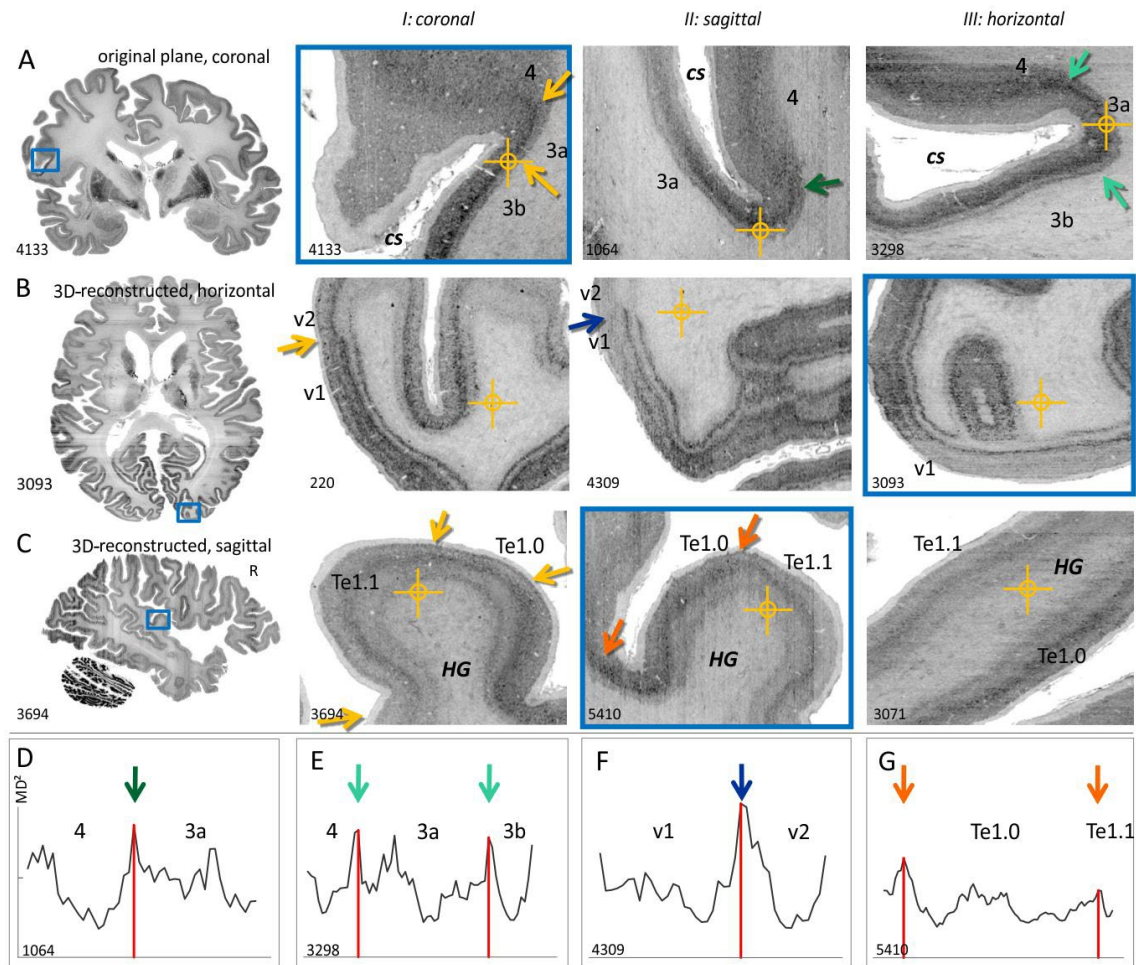 I: coronal
II: sagittal
III: horizontal
A
original plane, coronal
4133
4
3a
3b
cs
4133
cs
4
3a
1064
4
3a
cs
3b
3298
B
3D-reconstructed, horizontal
3093
v2
v1
220
v2
v1
4309
v1
3093
C
3D-reconstructed, sagittal
R
3694
Te1.0
Te1.1
HG
3694
Te1.0
Te1.1
HG
5410
Te1.1
HG
Te1.0
3071
D
MD²
4
3a
1064
E
4
3a
3b
3298
F
v1
v2
4309
G
Te1.0
Te1.1
5410